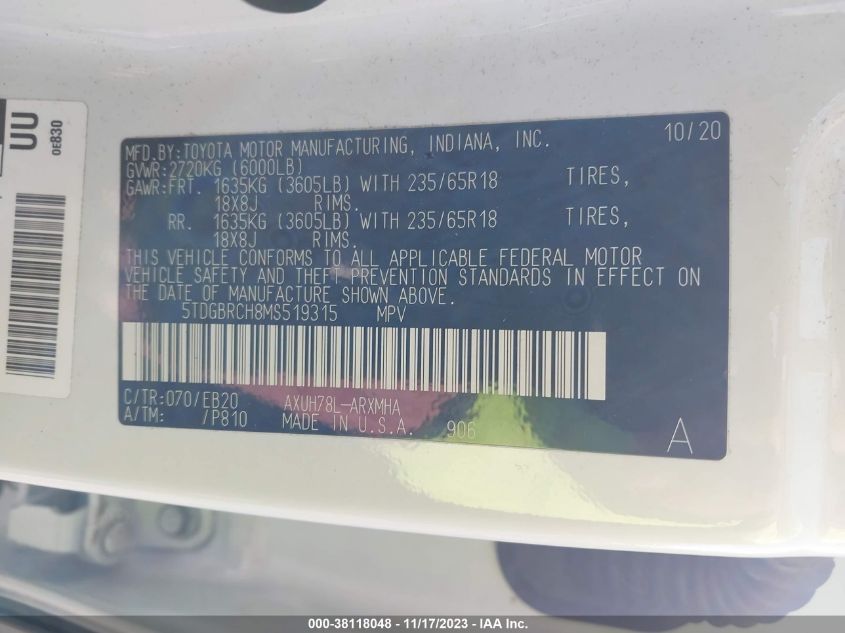 UU
0E830
MFD.BY:TOYOTA MOTOR MANUFACTURING, INDIANA, INC. 10/20
GVWR:2720KG (6000LB)
GAWR:FRT. 1635KG (3605LB) WITH 235/65R18 TIRES,
18X8J RIMS.
RR. 1635KG (3605LB) WITH 235/65R18 TIRES,
18X8J RIMS.
THIS VEHICLE CONFORMS TO ALL APPLICABLE FEDERAL MOTOR
VEHICLE SAFETY AND THEFT PREVENTION STANDARDS IN EFFECT ON
THE DATE OF MANUFACTURE SHOWN ABOVE.
5TDGBRCH8MS519315 MPV
C/TR:070/EB20 AXUH78L-ARXMHA
A/TM: /P810 MADE IN U.S.A. 906 A
000-38118048 - 11/17/2023 - IAA, Inc.